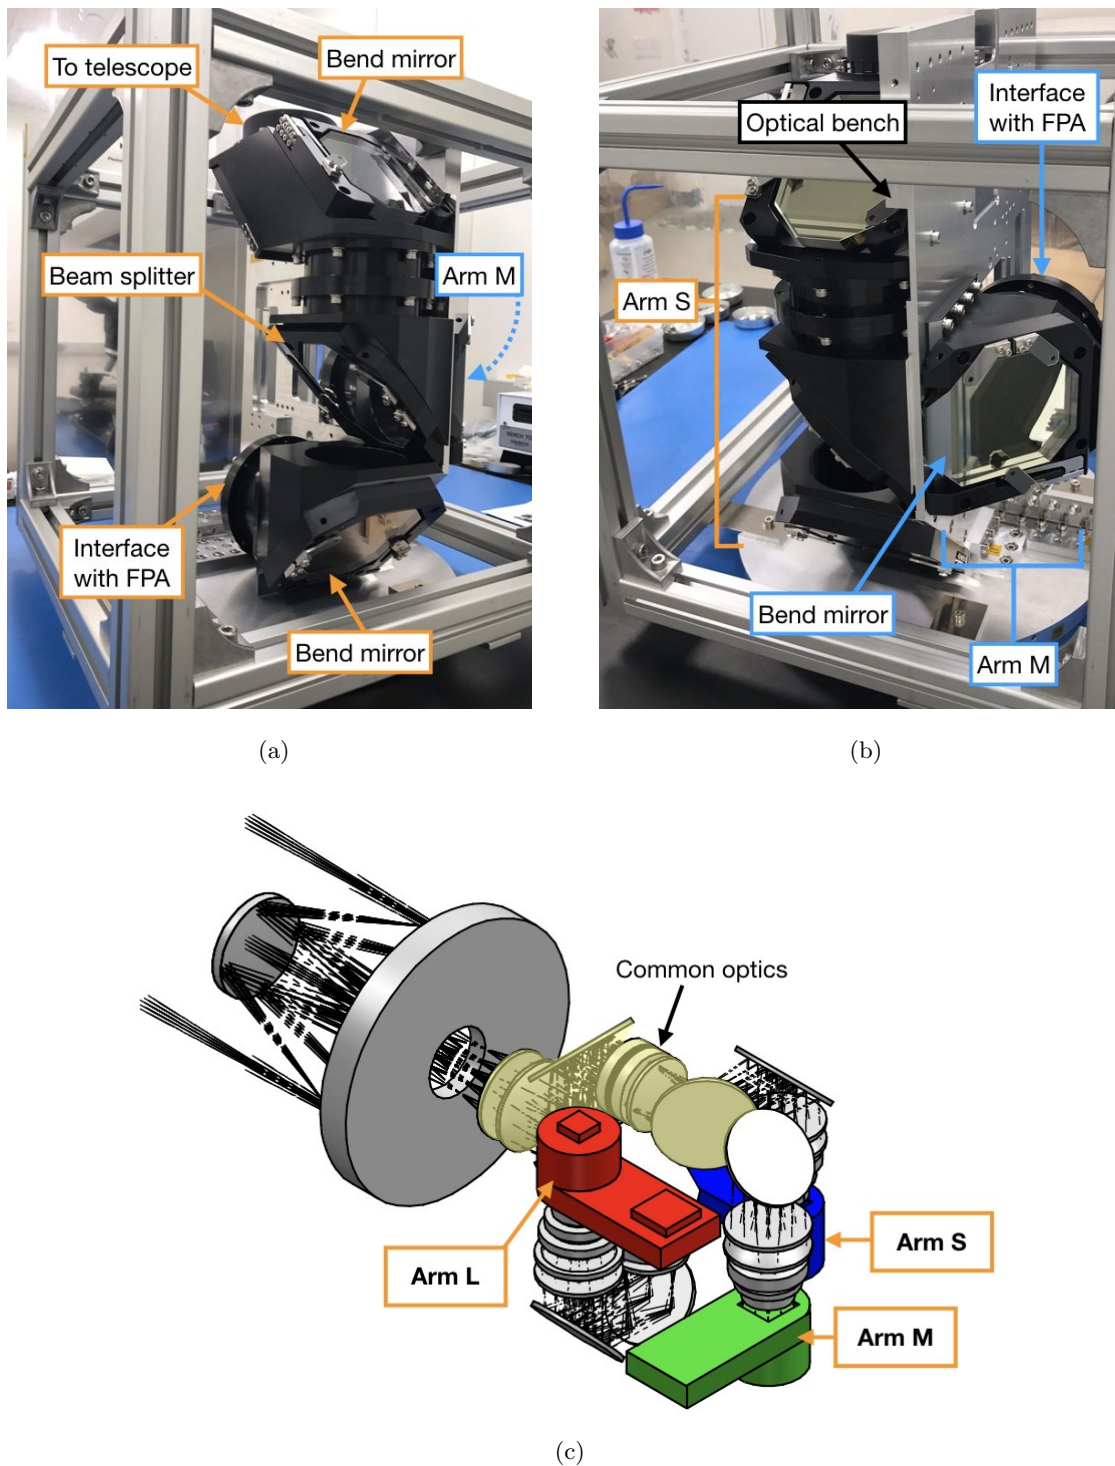 To telescope
Bend mirror
Beam splitter
Arm M
Interface
with FPA
Bend mirror
(a)
Optical bench
Interface
with FPA
Arm S
Bend mirror
Arm M
(b)
Common optics
Arm L
Arm S
Arm M
(c)